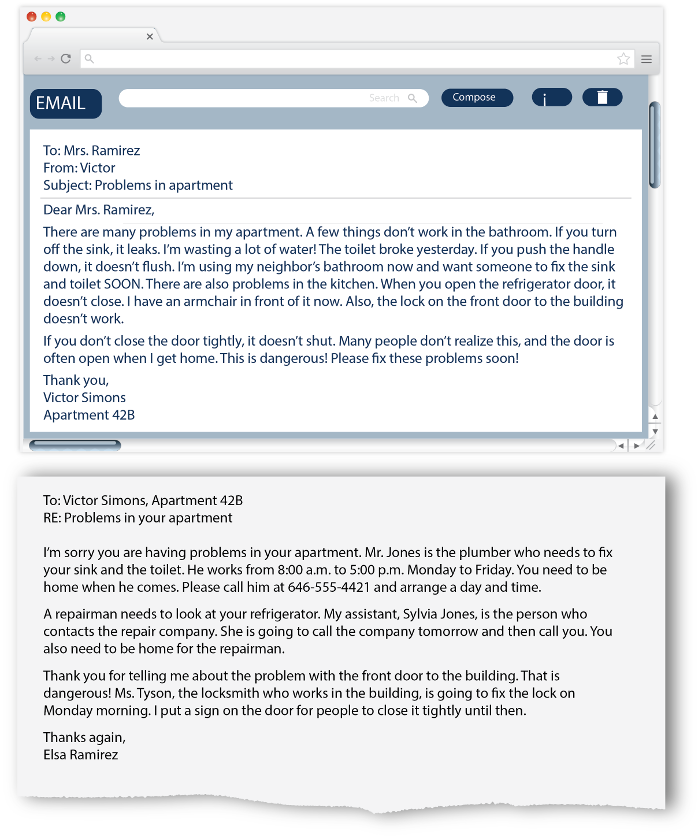 EMAIL
Search
Compose
To: Mrs. Ramirez
From: Victor
Subject: Problems in apartment
Dear Mrs. Ramirez,
There are many problems in my apartment. A few things don’t work in the bathroom. If you turn
off the sink, it leaks. I’m wasting a lot of water! The toilet broke yesterday. If you push the handle
down, it doesn’t flush. I’m using my neighbor’s bathroom now and want someone to fix the sink
and toilet SOON. There are also problems in the kitchen. When you open the refrigerator door, it
doesn’t close. I have an armchair in front of it now. Also, the lock on the front door to the building
doesn’t work.
If you don’t close the door tightly, it doesn’t shut. Many people don’t realize this, and the door is
often open when I get home. This is dangerous! Please fix these problems soon!
Thank you,
Victor Simons
Apartment 42B
To: Victor Simons, Apartment 42B
RE: Problems in your apartment
I’m sorry you are having problems in your apartment. Mr. Jones is the plumber who needs to fix
your sink and the toilet. He works from 8:00 a.m. to 5:00 p.m. Monday to Friday. You need to be
home when he comes. Please call him at 646-555-4421 and arrange a day and time.
A repairman needs to look at your refrigerator. My assistant, Sylvia Jones, is the person who
contacts the repair company. She is going to call the company tomorrow and then call you. You
also need to be home for the repairman.
Thank you for telling me about the problem with the front door to the building. That is
dangerous! Ms. Tyson, the locksmith who works in the building, is going to fix the lock on
Monday morning. I put a sign on the door for people to close it tightly until then.
Thanks again,
Elsa Ramirez